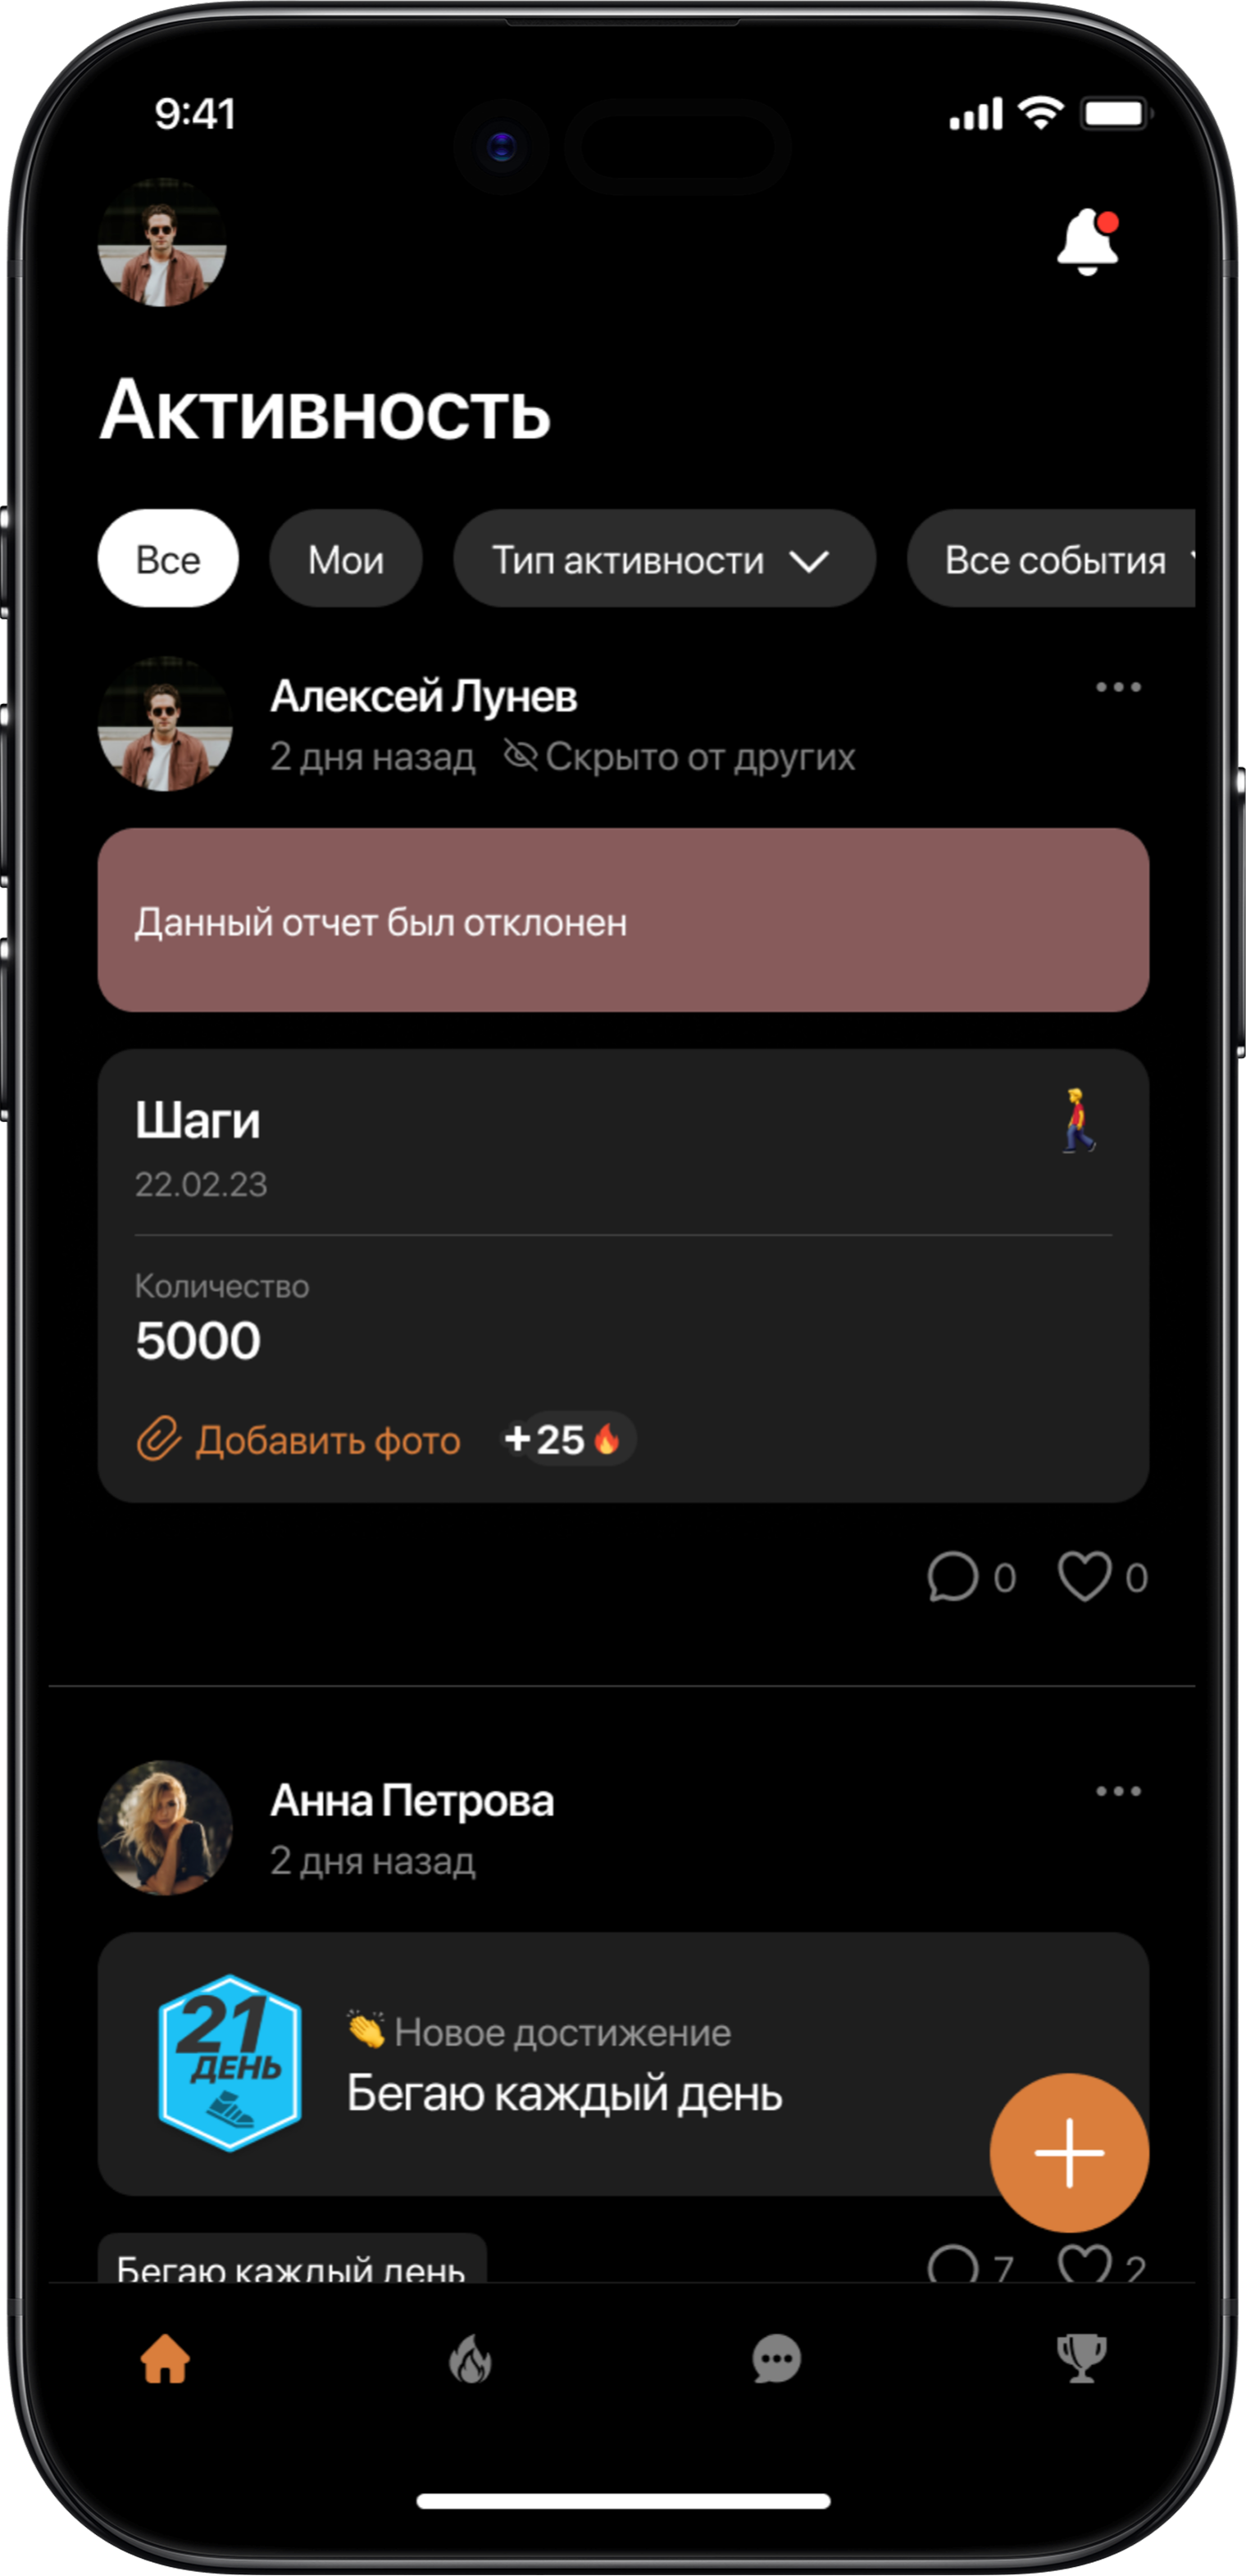 9:41
Активность
Все Мои Тип активности Все события
Алексей Лунев
2 дня назад Скрыто от других
Данный отчет был отклонен
Шаги
22.02.23
Количество
5000
Добавить фото +25
0 0
Анна Петрова
2 дня назад
21
ДЕНЬ
Новое достижение
Бегаю каждый день
Бегаю каждый день 7 2